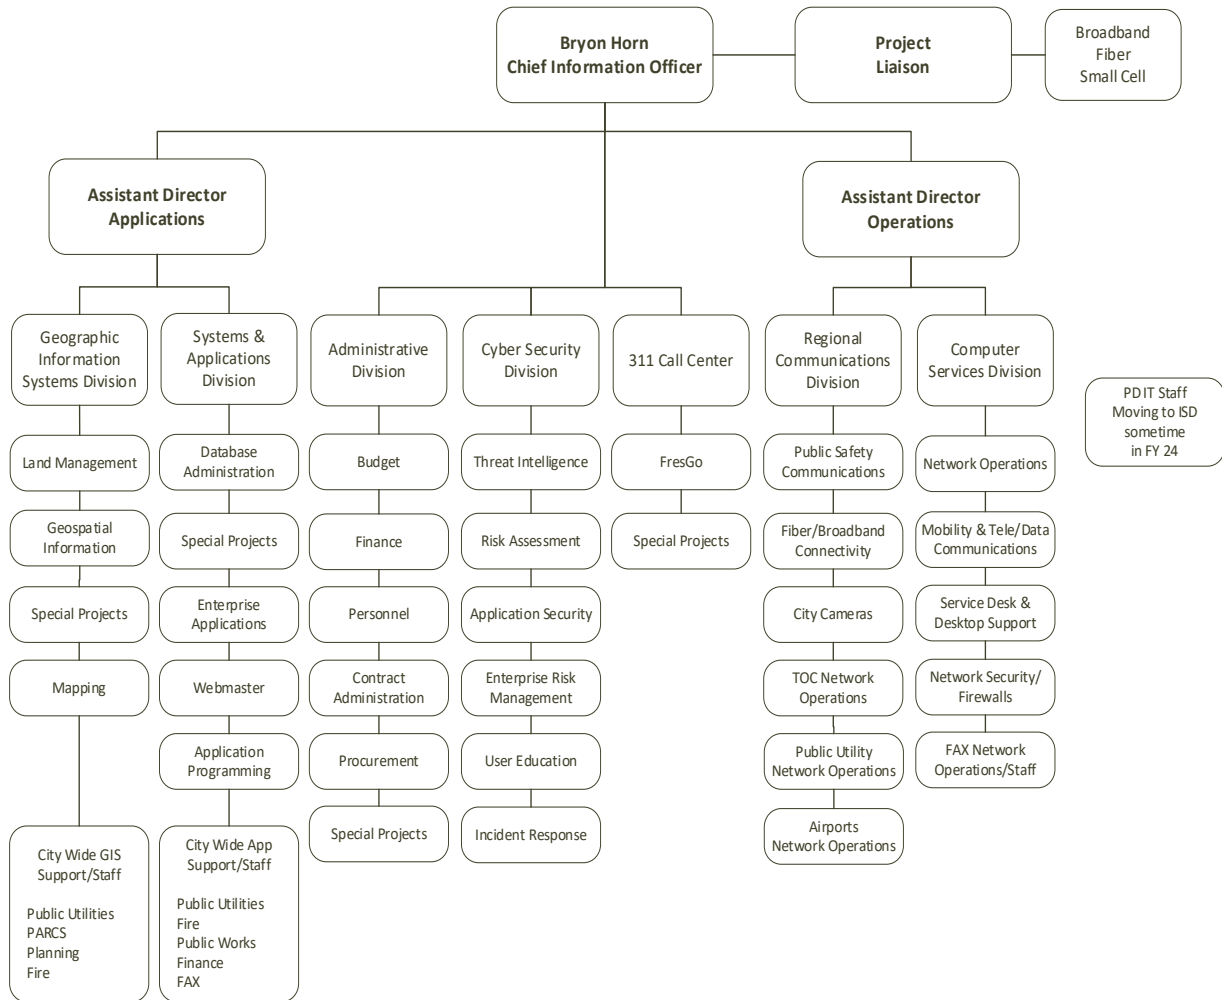 Bryon Horn
Chief Information Officer
Project
Liaison
Broadband
Fiber
Small Cell
Assistant Director
Applications
Assistant Director
Operations
Geographic
Information
Systems Division
Systems &
Applications
Division
Administrative
Division
Cyber Security
Division
311 Call Center
Regional
Communications
Division
Computer
Services Division
PD IT Staff
Moving to ISD
sometime
in FY 24
Land Management
Database
Administration
Budget
Threat Intelligence
FresGo
Public Safety
Communications
Network Operations
Geospatial
Information
Special Projects
Finance
Risk Assessment
Special Projects
Fiber/Broadband
Connectivity
Mobility & Tele/Data
Communications
Special Projects
Enterprise
Applications
Personnel
Application Security
City Cameras
Service Desk &
Desktop Support
Mapping
Webmaster
Contract
Administration
Enterprise Risk
Management
TOC Network
Operations
Network Security/
Firewalls
Application
Programming
Procurement
User Education
Public Utility
Network Operations
FAX Network
Operations/Staff
Special Projects
Incident Response
Airports
Network Operations
City Wide GIS
Support/Staff
Public Utilities
PARCS
Planning
Fire
City Wide App
Support/Staff
Public Utilities
Fire
Public Works
Finance
FAX